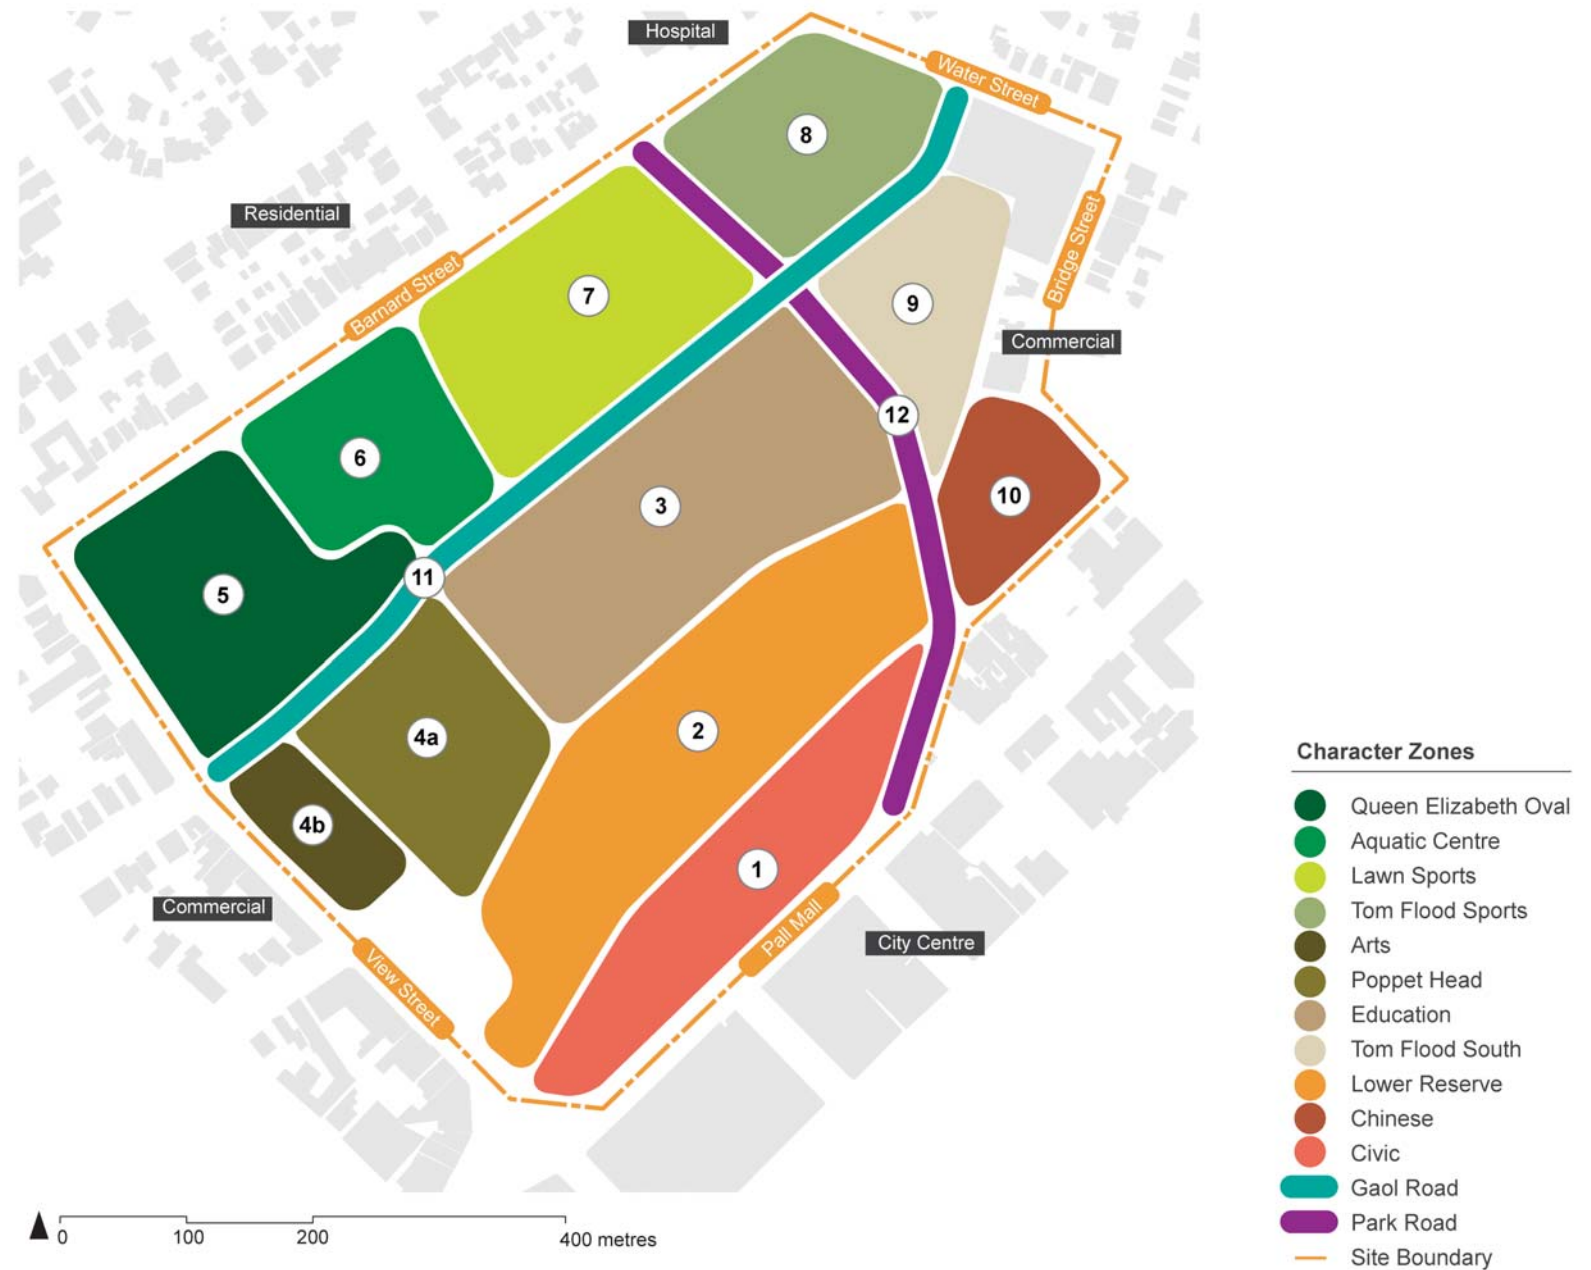 Hospital
Water Street
8
Residential
Bridge Street
Barnard Street
7
9
Commercial
12
6
10
3
11
5
2
4a
4b
1
Commercial
Pall Mall
City Centre
View Street
Character Zones
Queen Elizabeth Oval
Aquatic Centre
Lawn Sports
Tom Flood Sports
Arts
Poppet Head
Education
Tom Flood South
Lower Reserve
Chinese
Civic
Gaol Road
Park Road
Site Boundary
0 100 200 400 metres